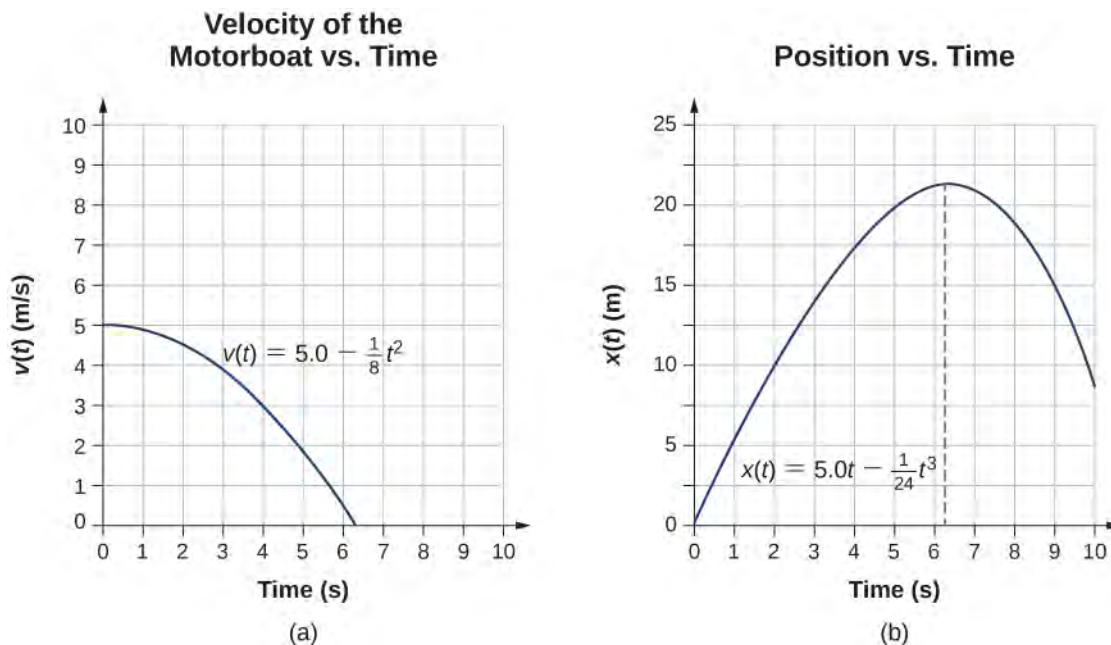 Velocity of the
Motorboat vs. Time
10
9
8
7
6
5
4
3
2
1
0
v(t) (m/s)
v(t) = 5.0 − 1/8 t²
0 1 2 3 4 5 6 7 8 9 10
Time (s)
(a)
Position vs. Time
25
20
15
10
5
0
x(t) (m)
x(t) = 5.0t − 1/24 t³
0 1 2 3 4 5 6 7 8 9 10
Time (s)
(b)